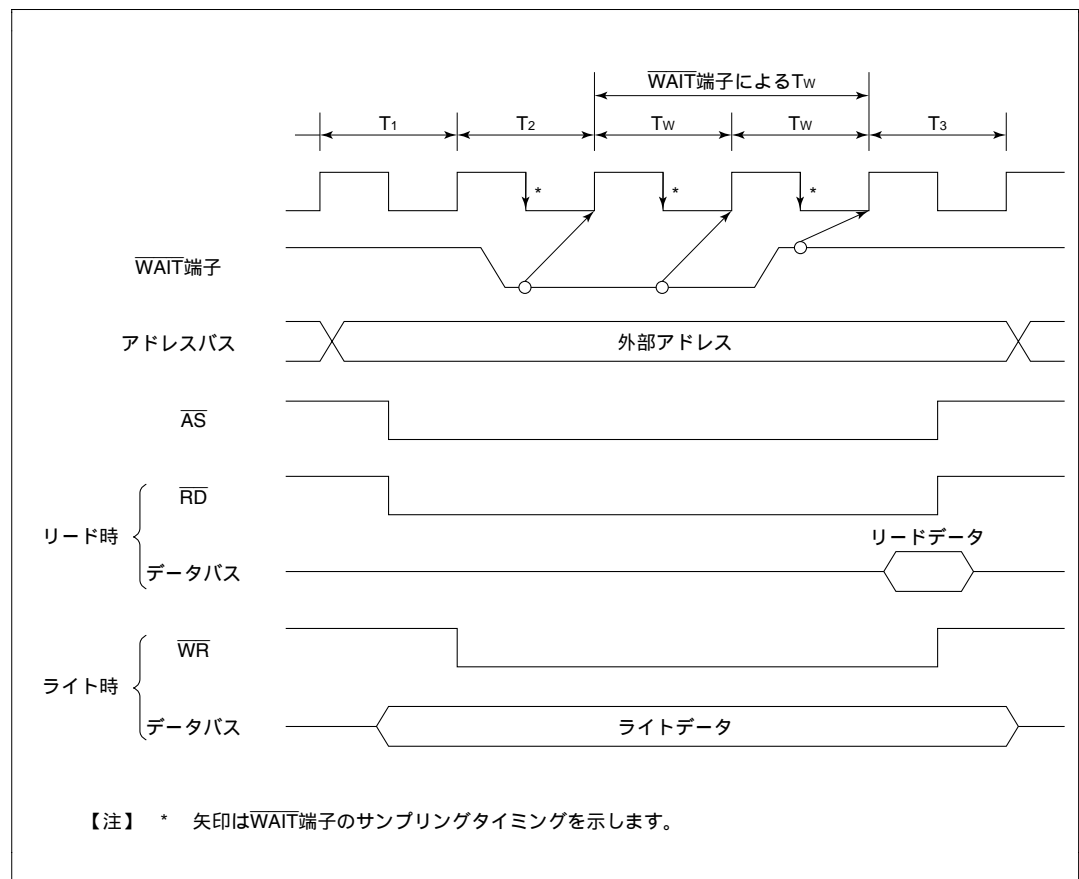 WAIT端子によるTW
T1 T2 TW TW T3
* * *
WAIT端子
アドレスバス 外部アドレス
AS
RD
リード時 リードデータ
データバス
WR
ライト時
データバス ライトデータ
【注】 * 矢印はWAIT端子のサンプリングタイミングを示します。